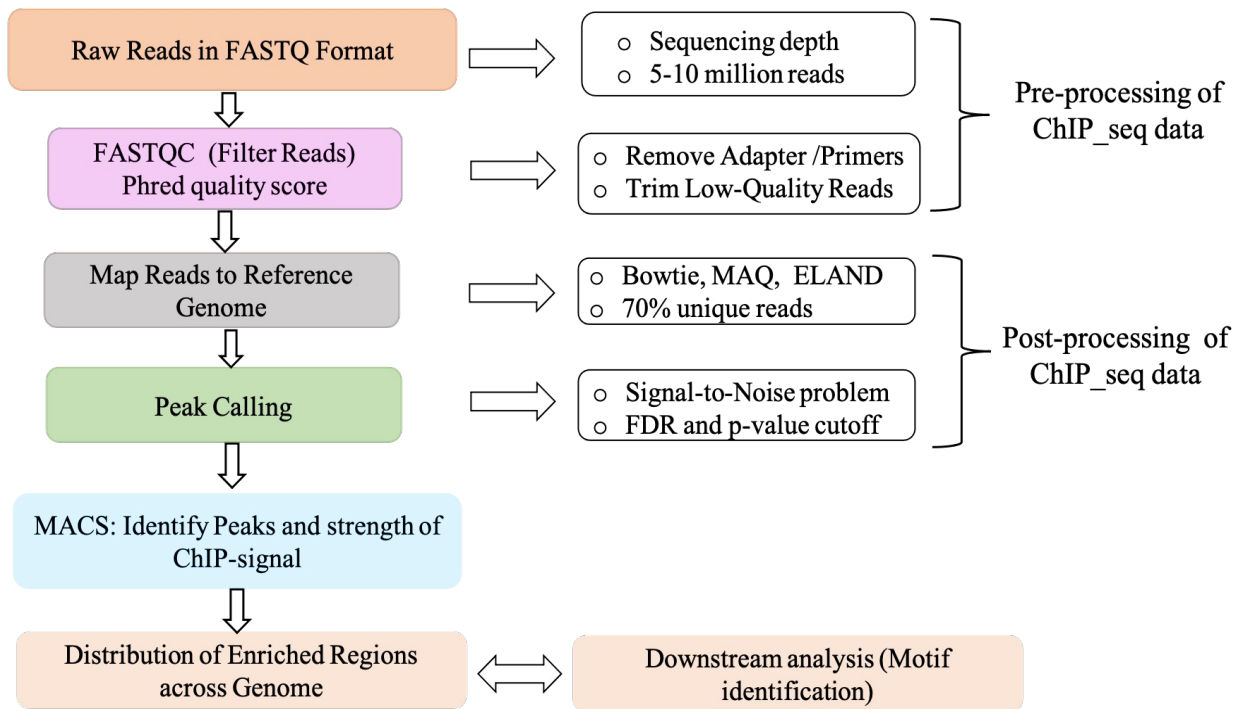 Raw Reads in FASTQ Format
○ Sequencing depth
○ 5-10 million reads
Pre-processing of
ChIP_seq data
FASTQC (Filter Reads)
Phred quality score
○ Remove Adapter /Primers
○ Trim Low-Quality Reads
Map Reads to Reference
Genome
○ Bowtie, MAQ, ELAND
○ 70% unique reads
Post-processing of
ChIP_seq data
Peak Calling
○ Signal-to-Noise problem
○ FDR and p-value cutoff
MACS: Identify Peaks and strength of
ChIP-signal
Distribution of Enriched Regions
across Genome
Downstream analysis (Motif
identification)